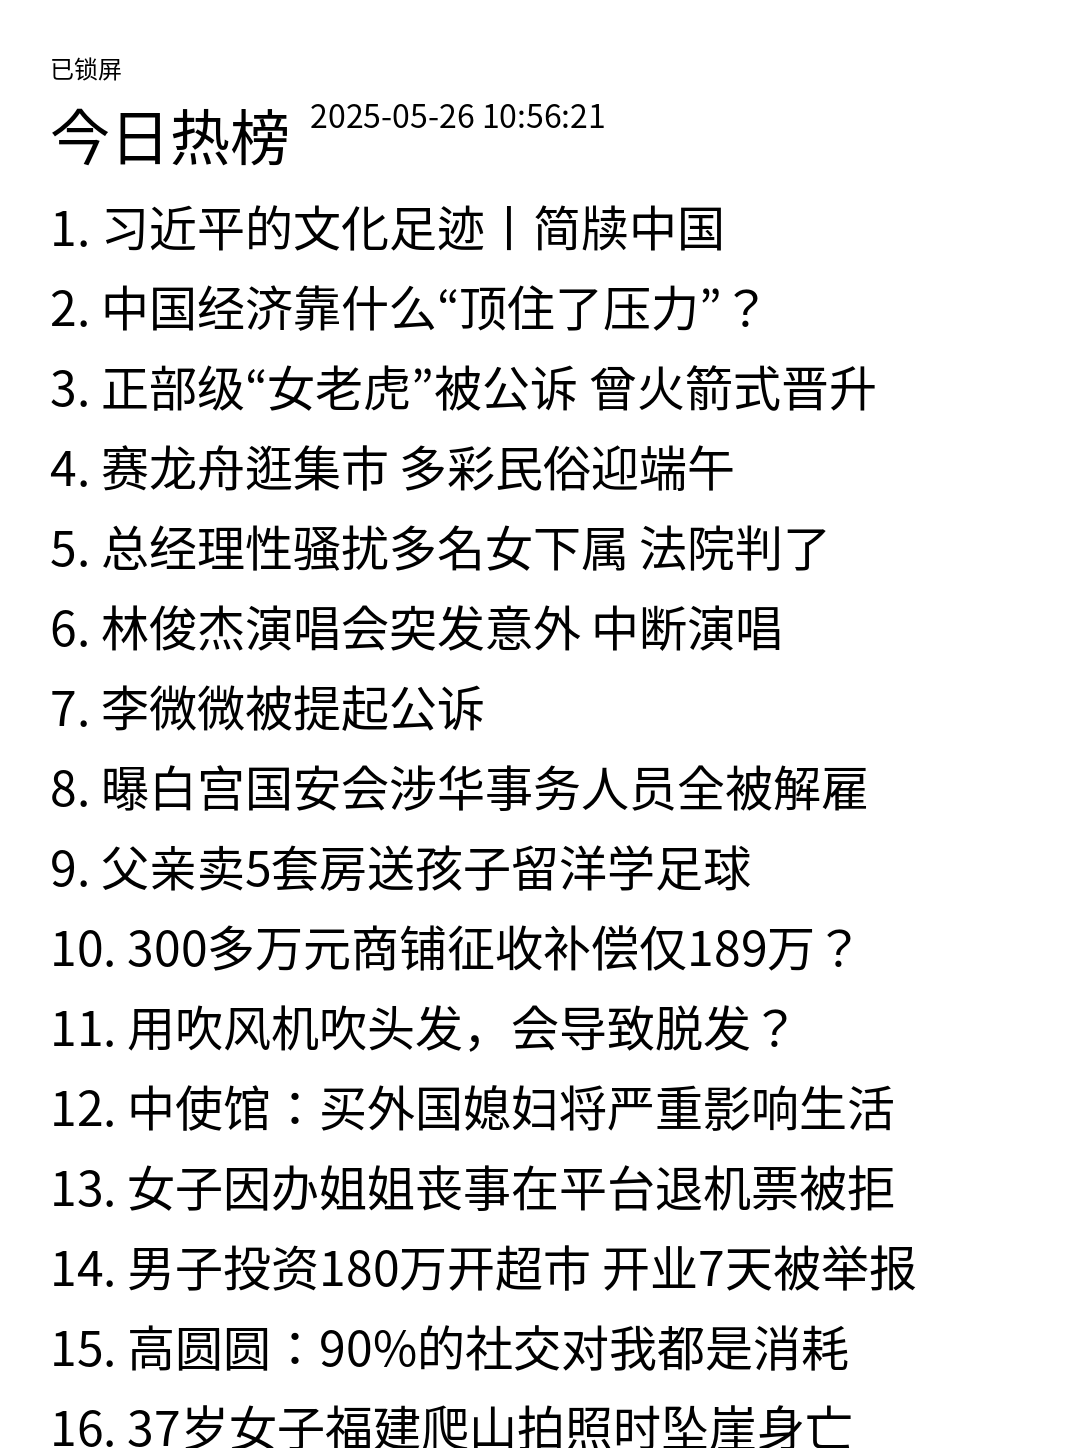 已锁屏
今日热榜 2025-05-26 10:56:21
1. 习近平的文化足迹丨简牍中国
2. 中国经济靠什么“顶住了压力”？
3. 正部级“女老虎”被公诉 曾火箭式晋升
4. 赛龙舟逛集市 多彩民俗迎端午
5. 总经理性骚扰多名女下属 法院判了
6. 林俊杰演唱会突发意外 中断演唱
7. 李微微被提起公诉
8. 曝白宫国安会涉华事务人员全被解雇
9. 父亲卖5套房送孩子留洋学足球
10. 300多万元商铺征收补偿仅189万？
11. 用吹风机吹头发，会导致脱发？
12. 中使馆：买外国媳妇将严重影响生活
13. 女子因办姐姐丧事在平台退机票被拒
14. 男子投资180万开超市 开业7天被举报
15. 高圆圆：90%的社交对我都是消耗
16. 37岁女子福建爬山拍照时坠崖身亡